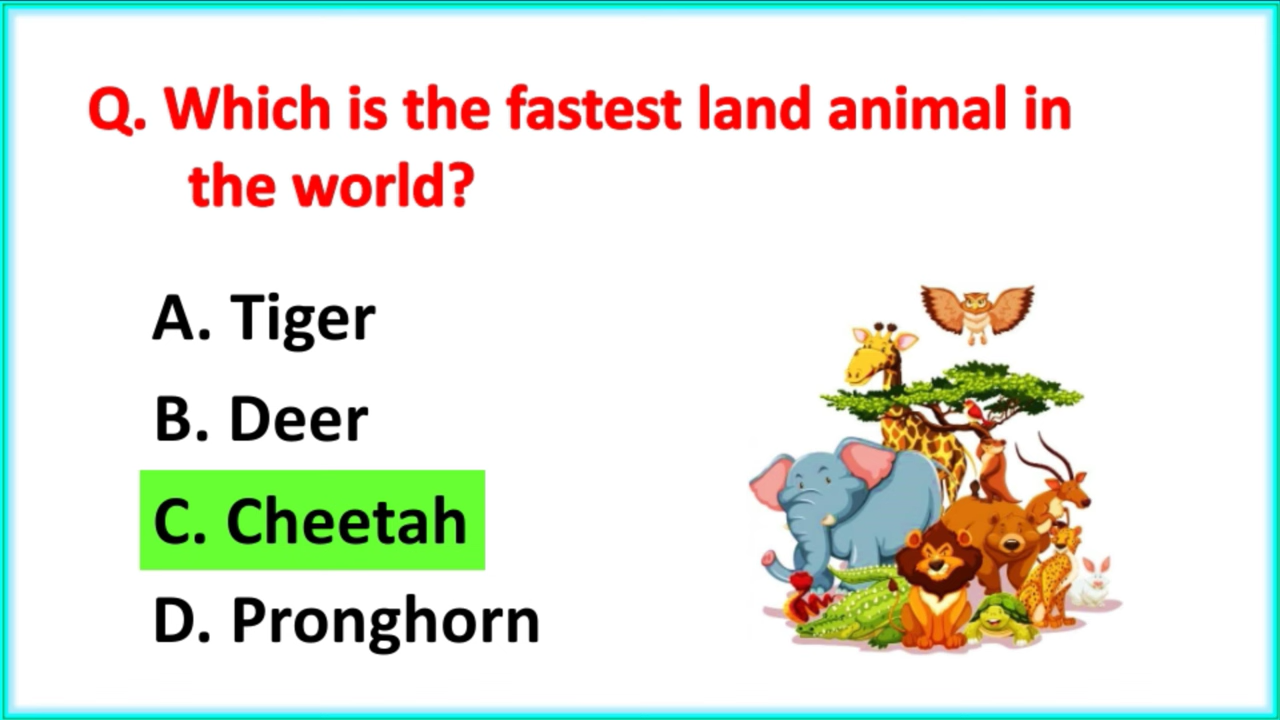 Q. Which is the fastest land animal in
the world?
A. Tiger
B. Deer
C. Cheetah
D. Pronghorn